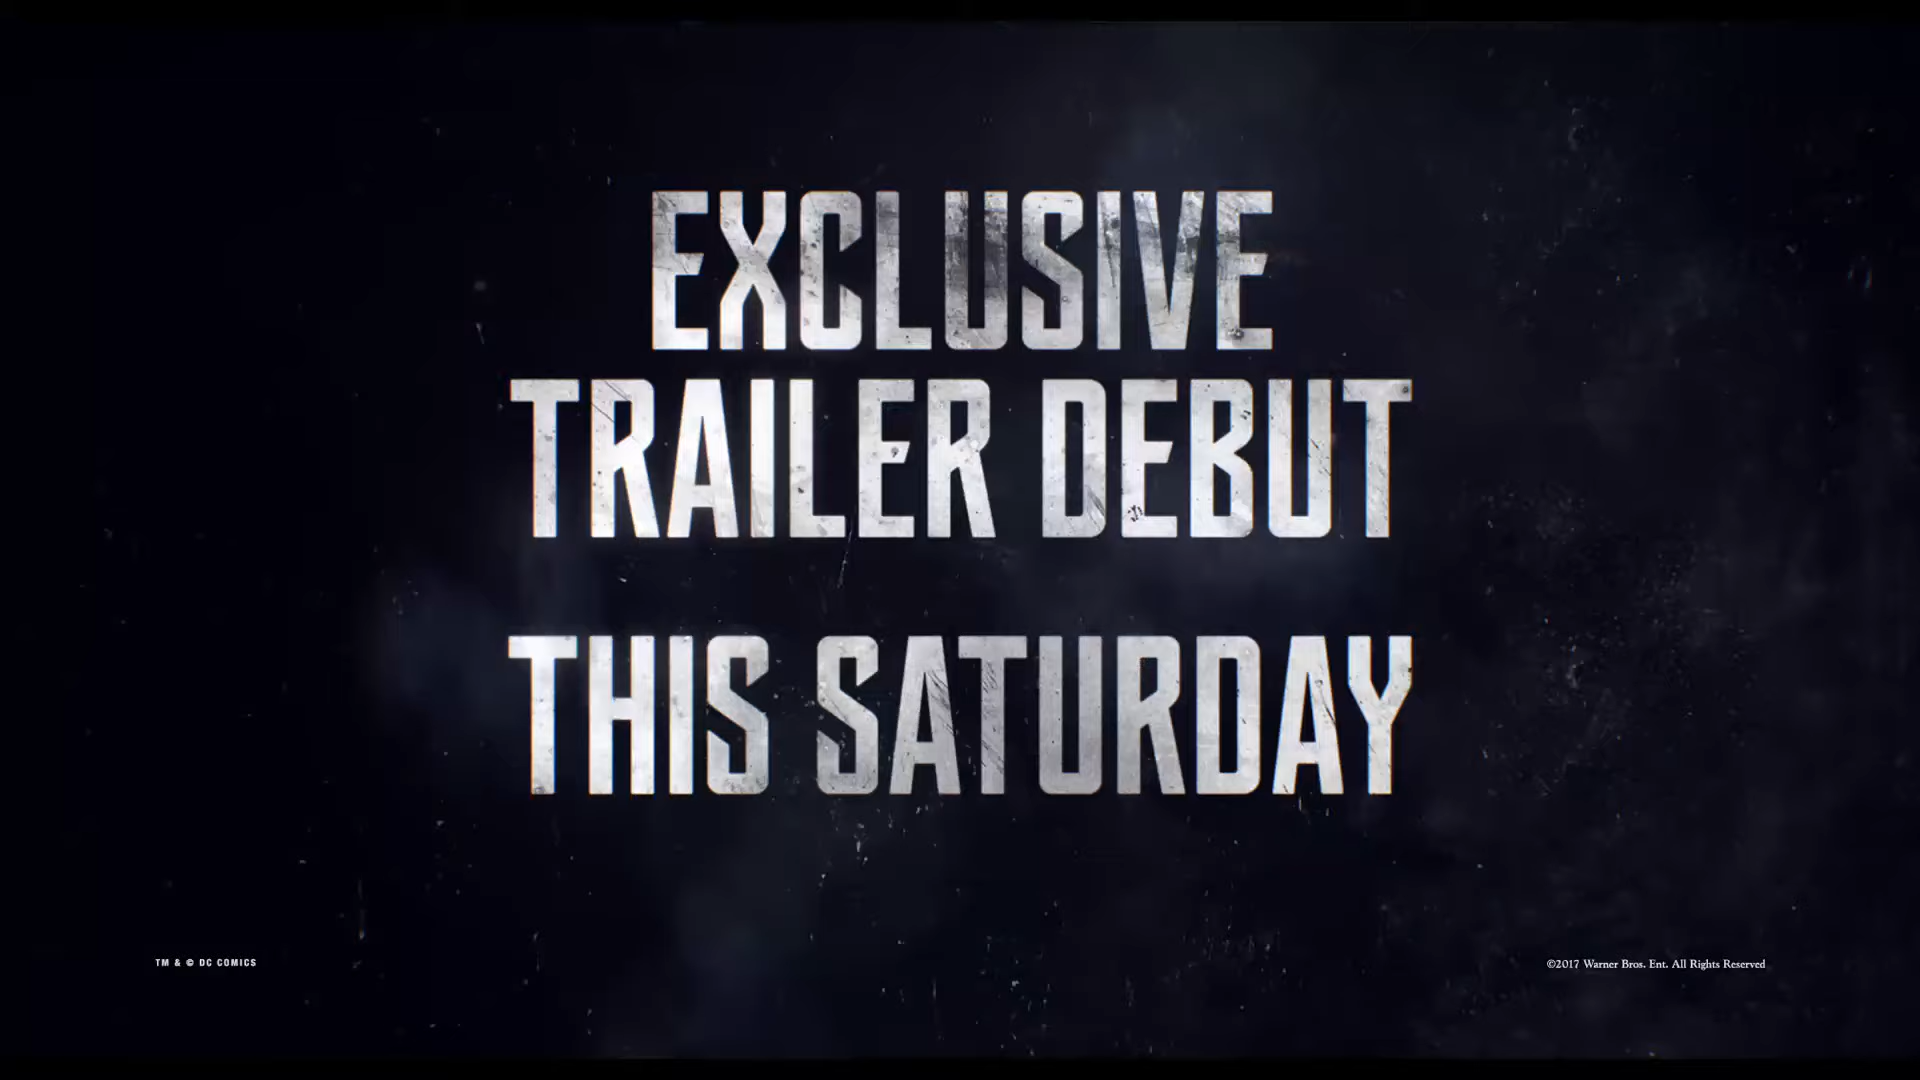 EXCLUSIVE
TRAILER DEBUT
THIS SATURDAY
TM & © DC COMICS
©2017 Warner Bros. Ent. All Rights Reserved